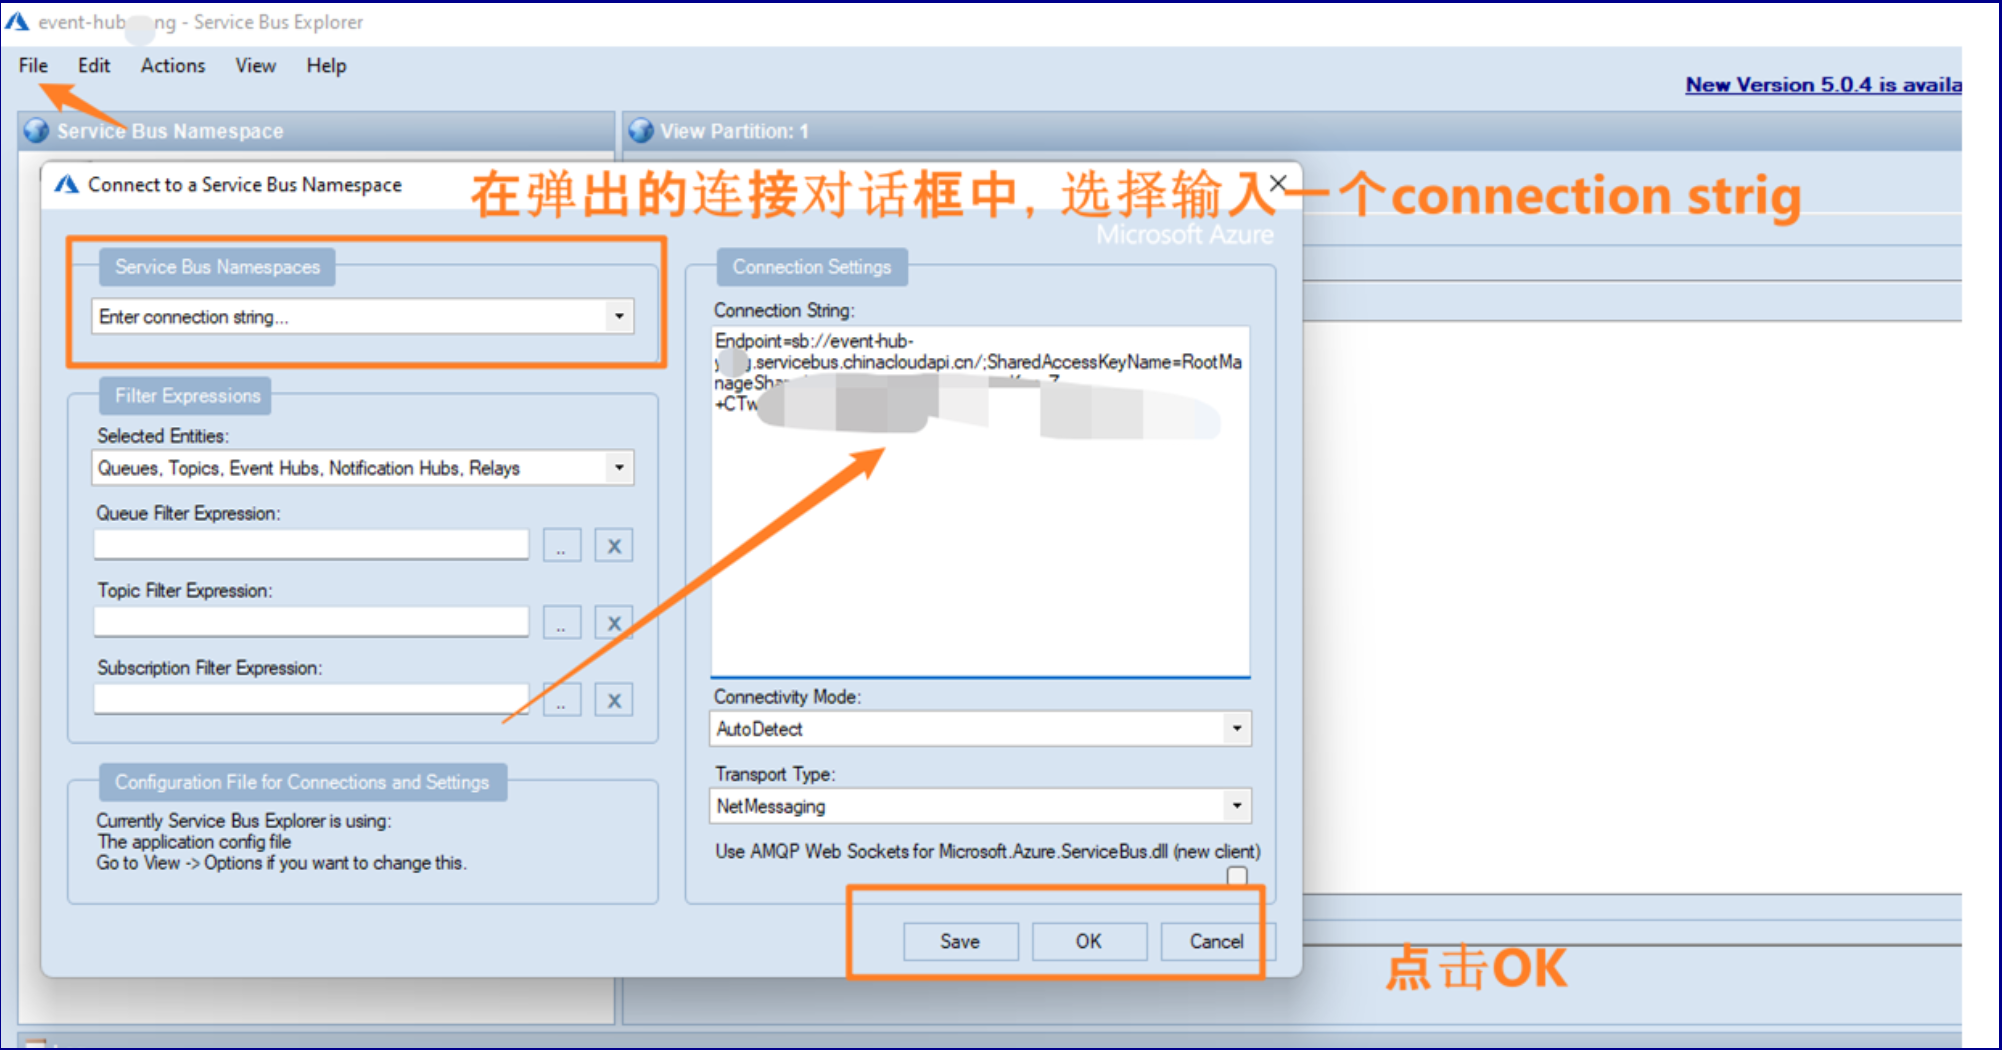 event-hub ng - Service Bus Explorer
File Edit Actions View Help
New Version 5.0.4 is availa
Service Bus Namespace
View Partition: 1
Connect to a Service Bus Namespace
在弹出的连接对话框中, 选择输入一个connection strig
Microsoft Azure
Service Bus Namespaces
Enter connection string...
Filter Expressions
Selected Entities:
Queues, Topics, Event Hubs, Notification Hubs, Relays
Queue Filter Expression:
.. X
Topic Filter Expression:
.. X
Subscription Filter Expression:
.. X
Configuration File for Connections and Settings
Currently Service Bus Explorer is using:
The application config file
Go to View -> Options if you want to change this.
Connection Settings
Connection String:
Endpoint=sb://event-hub-
.servicebus.chinacloudapi.cn/;SharedAccessKeyName=RootMa
nageSha
+CTw
Connectivity Mode:
AutoDetect
Transport Type:
NetMessaging
Use AMQP Web Sockets for Microsoft.Azure.ServiceBus.dll (new client)
Save OK Cancel
点击OK